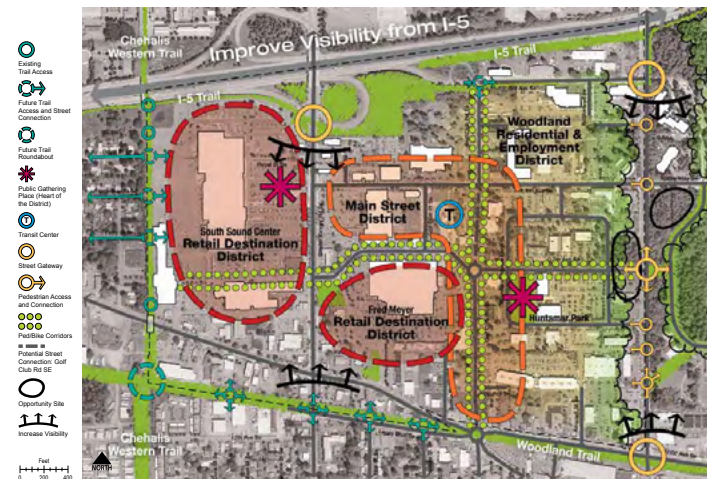 Existing
Trail Access
Future Trail
Access and Street
Connection
Future Trail
Roundabout
Public Gathering
Place (Heart of
the District)
Transit Center
Street Gateway
Pedestrian Access
and Connection
Ped/Bike Corridors
Potential Street
Connection: Golf
Club Rd SE
Opportunity Site
Increase Visibility
Feet
0 200 400
NORTH
Chehalis
Western Trail
Improve Visibility from I-5
I-5 Trail
I-5 Trail
Woodland
Residential &
Employment
District
Main Street
District
T
South Sound Center
Retail Destination
District
Fred Meyer
Retail Destination
District
Huntamer Park
Chehalis
Western Trail
Woodland Trail